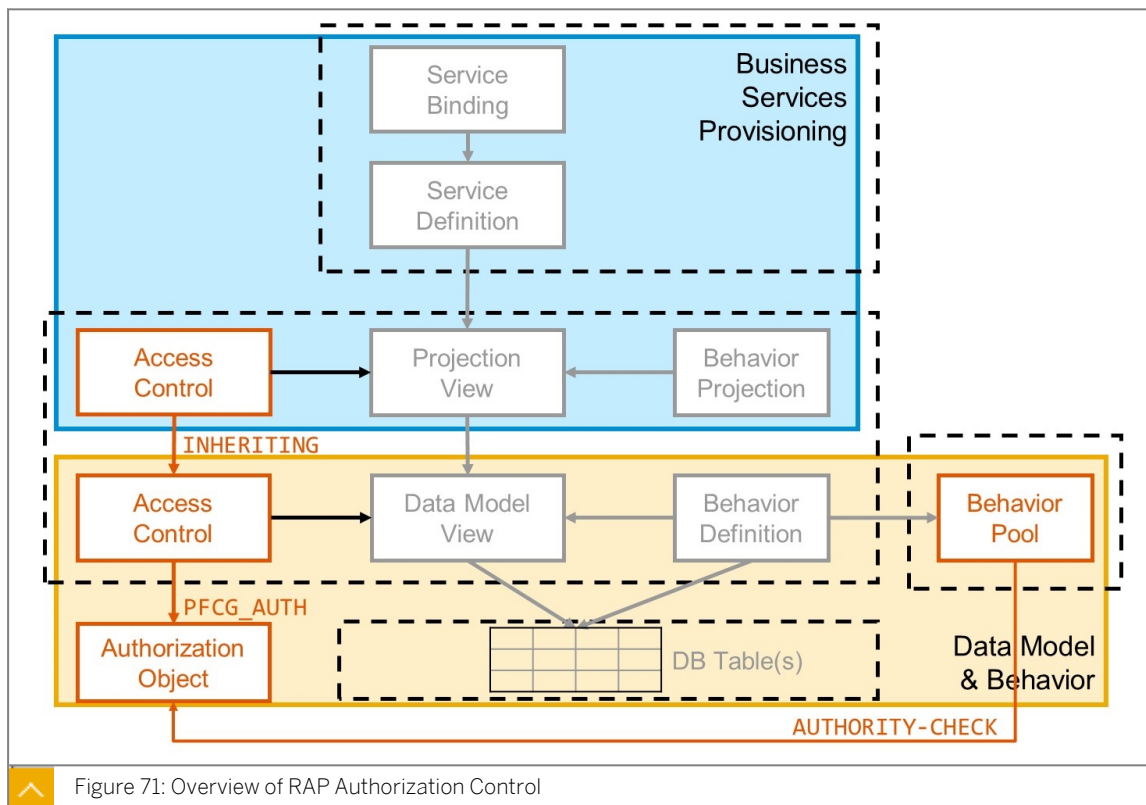 Service
Binding
Business
Services
Provisioning
Service
Definition
Access
Control
Projection
View
Behavior
Projection
INHERITING
Access
Control
Data Model
View
Behavior
Definition
Behavior
Pool
PFCG_AUTH
Authorization
Object
DB Table(s)
Data Model
& Behavior
AUTHORITY-CHECK
Figure 71: Overview of RAP Authorization Control